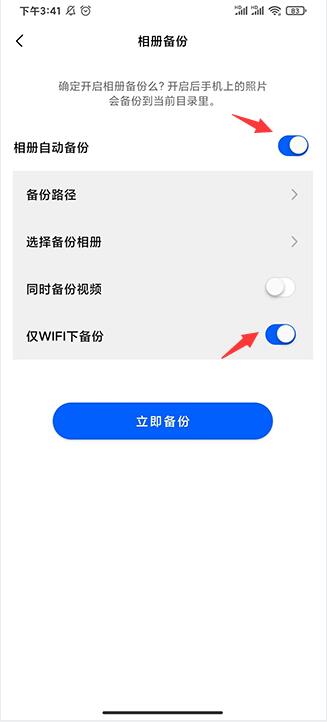 下午3:41 HD HD 83
相册备份
确定开启相册备份么?开启后手机上的照片
会备份到当前目录里。
相册自动备份
备份路径
选择备份相册
同时备份视频
仅WIFI下备份
立即备份